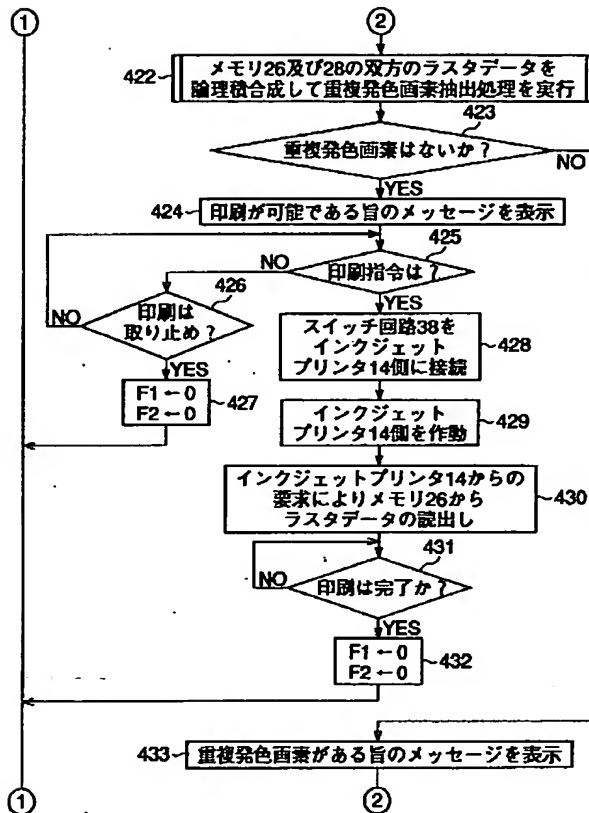 ①
②
422
メモリ26及び28の双方のラスタデータを
論理積合成して重複発色画素抽出処理を実行
423
重複発色画素はないか?
NO
YES
424
印刷が可能である旨のメッセージを表示
425
印刷指令は?
NO
YES
426
印刷は
取り止め?
NO
YES
F1←0
F2←0
427
スイッチ回路38を
インクジェット
プリンタ14側に接続
428
インクジェット
プリンタ14側を作動
429
インクジェットプリンタ14からの
要求によりメモリ26から
ラスタデータの読出し
430
431
印刷は完了か?
NO
YES
F1←0
F2←0
432
433
重複発色画素がある旨のメッセージを表示
①
②